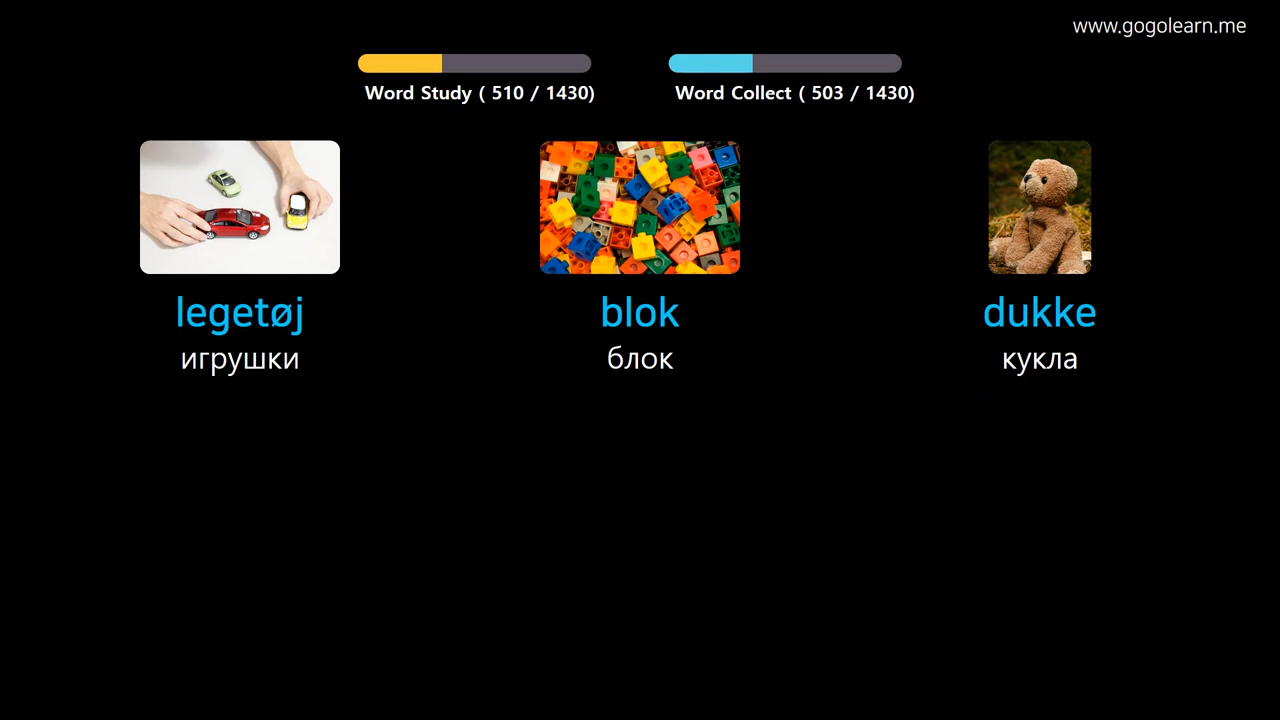 www.gogolearn.me
Word Study ( 510 / 1430)
Word Collect ( 503 / 1430)
legetøj
игрушки
blok
блок
dukke
кукла